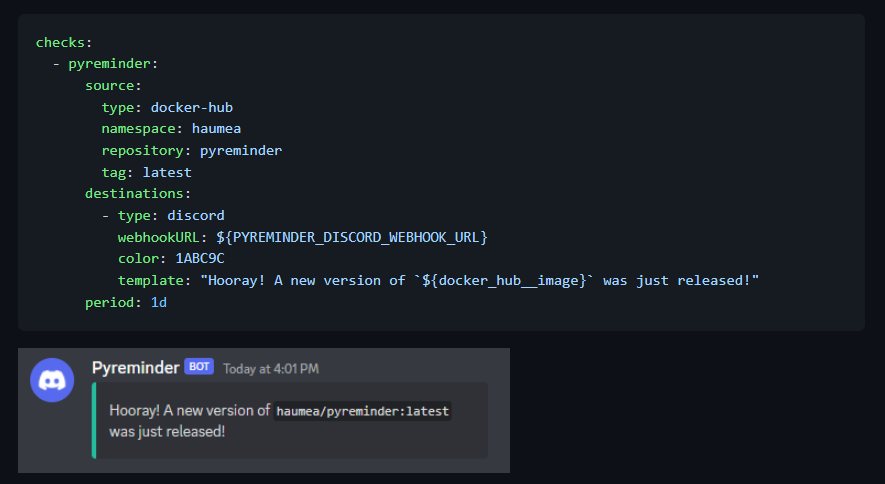 checks:
  - pyreminder:
      source:
        type: docker-hub
        namespace: haumea
        repository: pyreminder
        tag: latest
      destinations:
        - type: discord
          webhookURL: ${PYREMINDER_DISCORD_WEBHOOK_URL}
          color: 1ABC9C
          template: "Hooray! A new version of `${docker_hub__image}` was just released!"
      period: 1d
Pyreminder BOT Today at 4:01 PM
Hooray! A new version of haumea/pyreminder:latest
was just released!